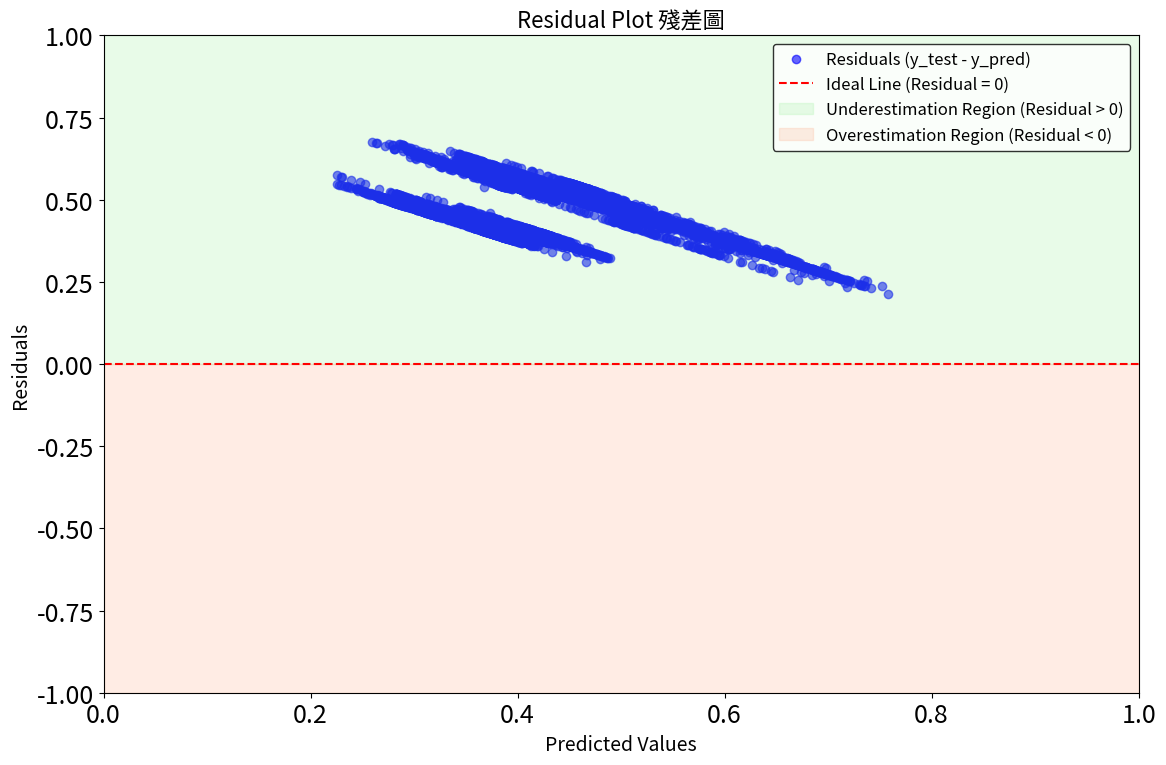 Residual Plot 殘差圖
Residuals (y_test - y_pred)
Ideal Line (Residual = 0)
Underestimation Region (Residual > 0)
Overestimation Region (Residual < 0)
Residuals
1.00
0.75
0.50
0.25
0.00
-0.25
-0.50
-0.75
-1.00
0.0 0.2 0.4 0.6 0.8 1.0
Predicted Values